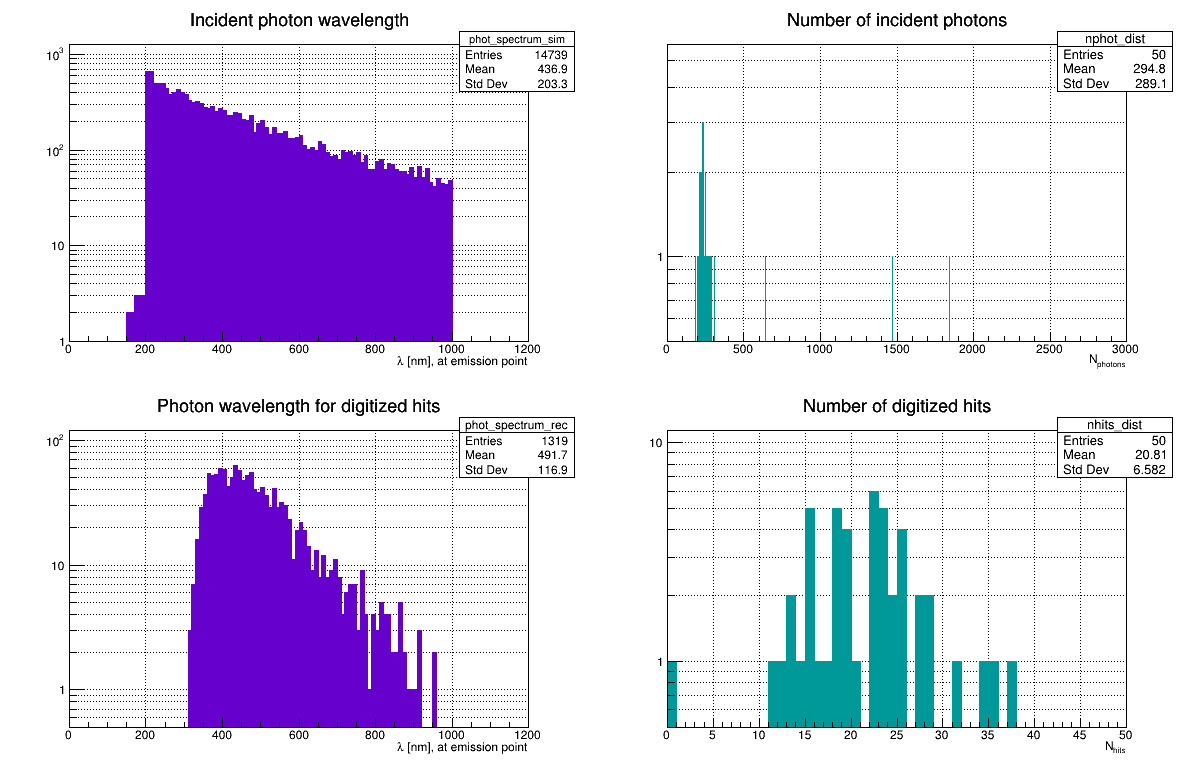 Incident photon wavelength
phot_spectrum_sim
Entries 14739
Mean 436.9
Std Dev 203.3
10³
10²
10
1
0 200 400 600 800 1000 1200
λ [nm], at emission point
Number of incident photons
nphot_dist
Entries 50
Mean 294.8
Std Dev 289.1
1
0 500 1000 1500 2000 2500 3000
Nphotons
Photon wavelength for digitized hits
phot_spectrum_rec
Entries 1319
Mean 491.7
Std Dev 116.9
10²
10
1
0 200 400 600 800 1000 1200
λ [nm], at emission point
Number of digitized hits
nhits_dist
Entries 50
Mean 20.81
Std Dev 6.582
10
1
0 5 10 15 20 25 30 35 40 45 50
Nhits